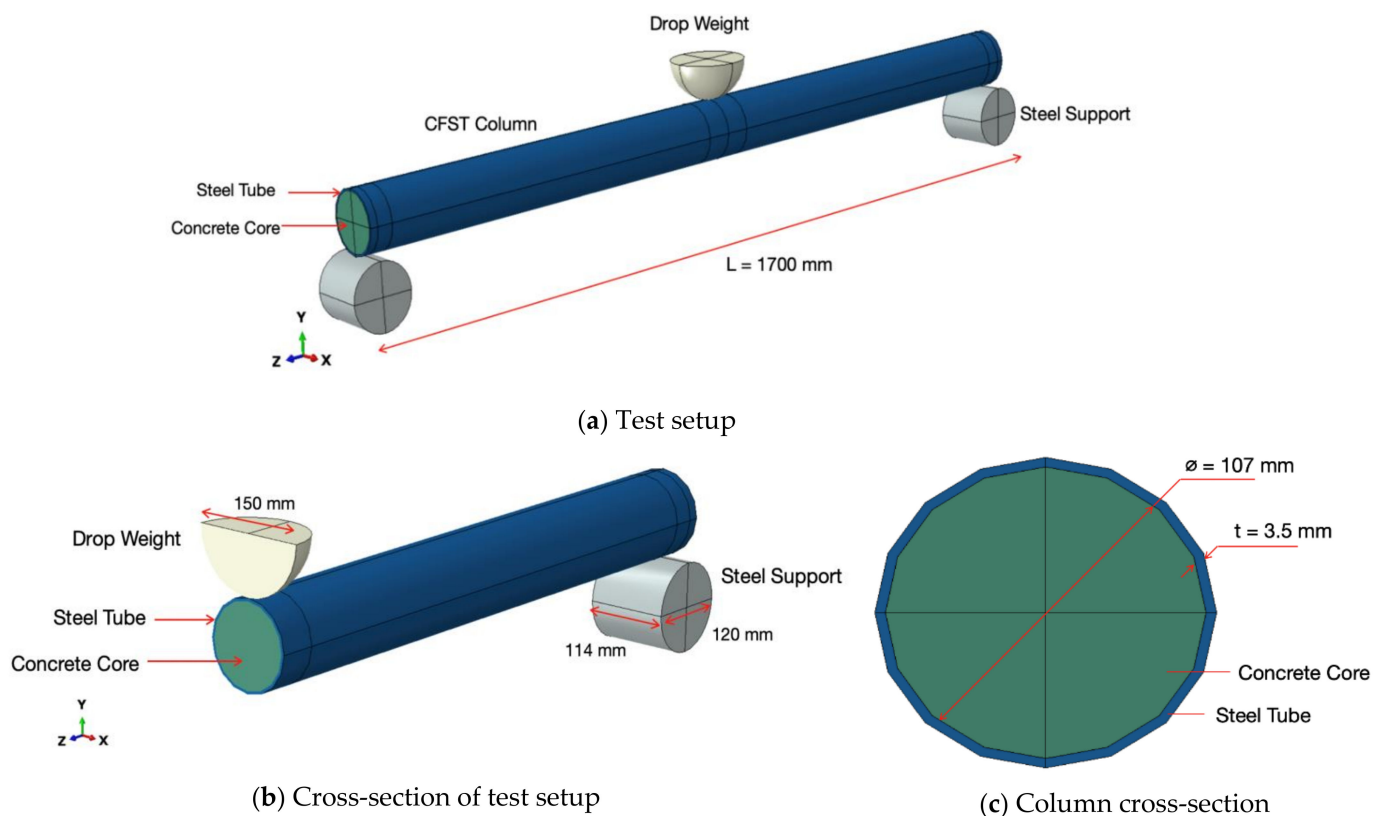 Drop Weight
CFST Column
Steel Support
Steel Tube
Concrete Core
L = 1700 mm
Y
Z
X
(a) Test setup
150 mm
Drop Weight
Steel Tube
Concrete Core
Steel Support
114 mm
120 mm
Y
Z
X
(b) Cross-section of test setup
ø = 107 mm
t = 3.5 mm
Concrete Core
Steel Tube
(c) Column cross-section